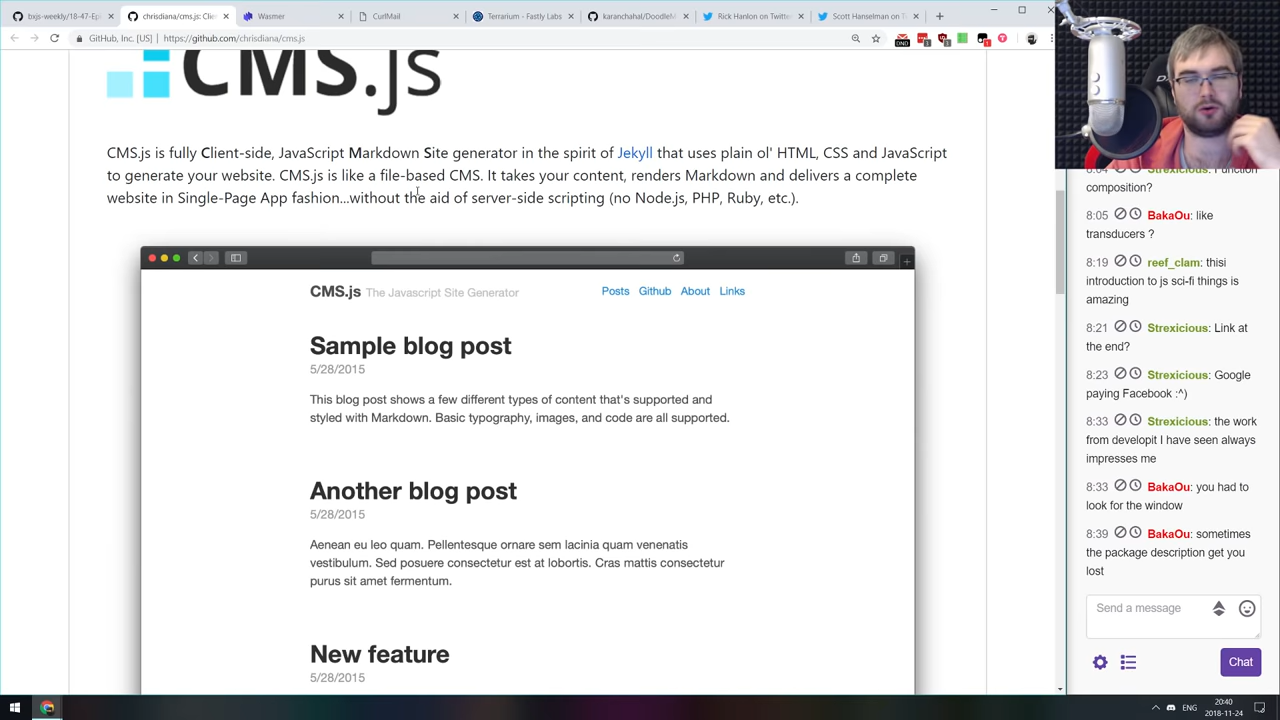 bxjs-weekly/18-47-Epi
chrisdiana/cms.js: Clie
Wasmer
CurlMail
Terrarium - Fastly Labs
karanchahal/DoodleM
Rick Hanlon on Twitter
Scott Hanselman on T
GitHub, Inc. [US] | https://github.com/chrisdiana/cms.js
CMS.js
CMS.js is fully Client-side, JavaScript Markdown Site generator in the spirit of Jekyll that uses plain ol' HTML, CSS and JavaScript
to generate your website. CMS.js is like a file-based CMS. It takes your content, renders Markdown and delivers a complete
website in Single-Page App fashion...without the aid of server-side scripting (no Node.js, PHP, Ruby, etc.).
CMS.js The Javascript Site Generator
Posts Github About Links
Sample blog post
5/28/2015
This blog post shows a few different types of content that's supported and
styled with Markdown. Basic typography, images, and code are all supported.
Another blog post
5/28/2015
Aenean eu leo quam. Pellentesque ornare sem lacinia quam venenatis
vestibulum. Sed posuere consectetur est at lobortis. Cras mattis consectetur
purus sit amet fermentum.
New feature
5/28/2015
8:04 Strexicious: Function
composition?
8:05 BakaOu: like
transducers ?
8:19 reef_clam: thisi
introduction to js sci-fi things is
amazing
8:21 Strexicious: Link at
the end?
8:23 Strexicious: Google
paying Facebook :^)
8:33 Strexicious: the work
from developit I have seen always
impresses me
8:33 BakaOu: you had to
look for the window
8:39 BakaOu: sometimes
the package description get you
lost
Send a message
Chat
ENG
20:40
2018-11-24